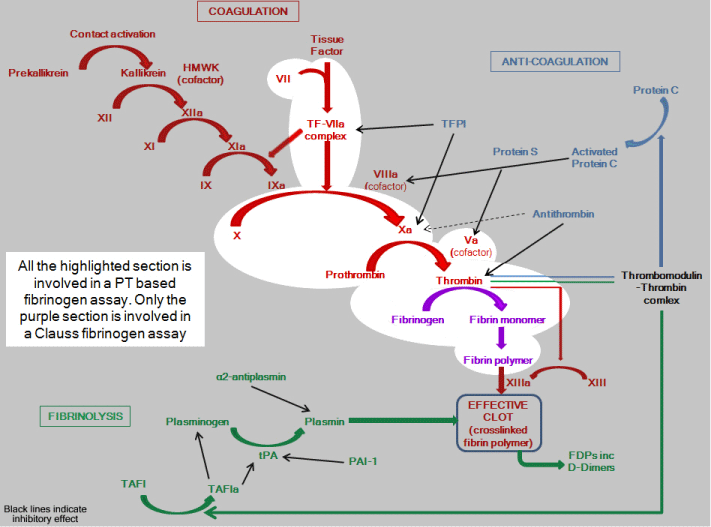 COAGULATION
Contact activation
Tissue
Factor
Prekallikrein
Kallikrein
HMWK
(cofactor)
VII
ANTI-COAGULATION
Protein C
XII
XIIa
TF-VIIa
complex
TFPI
XI
XIa
Protein S
Activated
Protein C
IX
IXa
VIIIa
(cofactor)
Antithrombin
X
Xa
Va
(cofactor)
All the highlighted section is
involved in a PT based
fibrinogen assay. Only the
purple section is involved in
a Clauss fibrinogen assay
Prothrombin
Thrombin
Thrombomodulin
-Thrombin
comlex
Fibrinogen
Fibrin monomer
Fibrin polymer
XIIIa
XIII
α2-antiplasmin
EFFECTIVE
CLOT
(crosslinked
fibrin polymer)
FIBRINOLYSIS
Plasminogen
Plasmin
tPA
PAI-1
FDPs inc
D-Dimers
TAFI
TAFIa
Black lines indicate
inhibitory effect